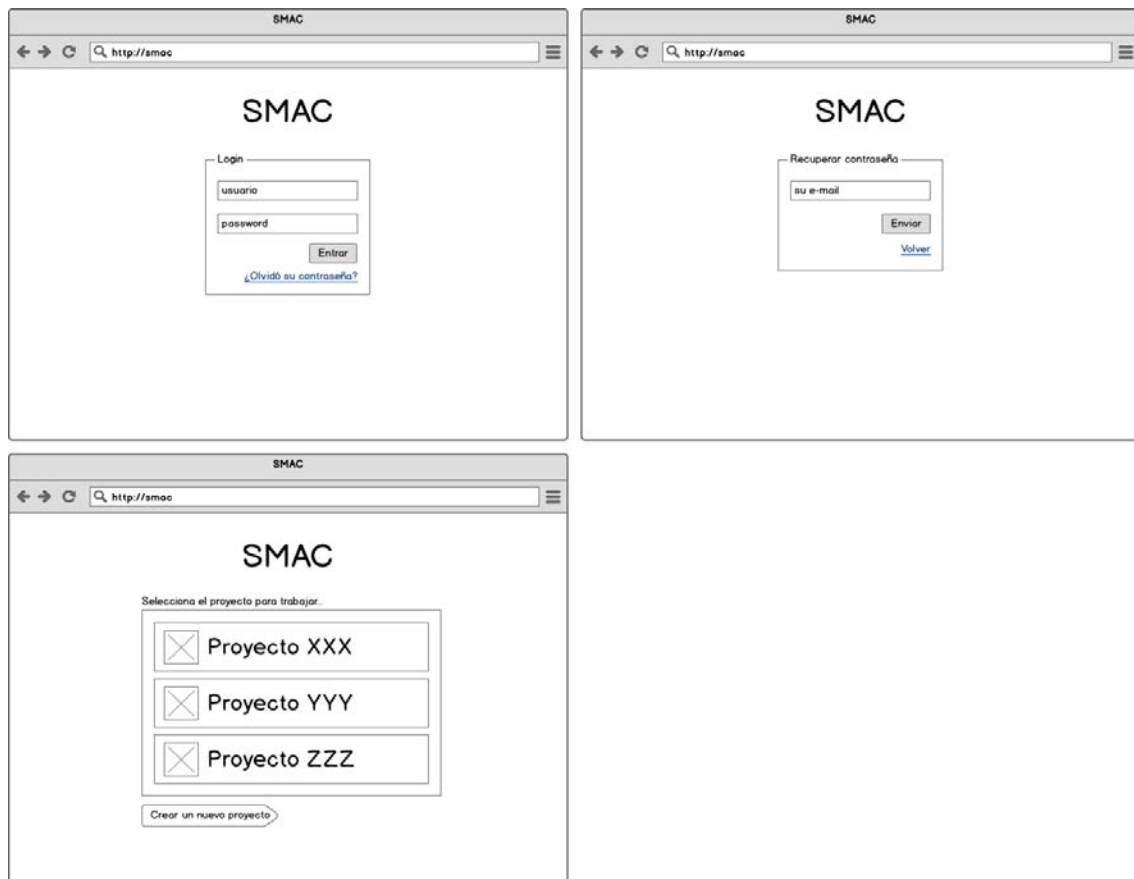 SMAC
http://smac
SMAC
Login
usuario
password
Entrar
¿Olvidó su contraseña?
SMAC
http://smac
SMAC
Recuperar contraseña
su e-mail
Enviar
Volver
SMAC
http://smac
SMAC
Selecciona el proyecto para trabajar..
Proyecto XXX
Proyecto YYY
Proyecto ZZZ
Crear un nuevo proyecto